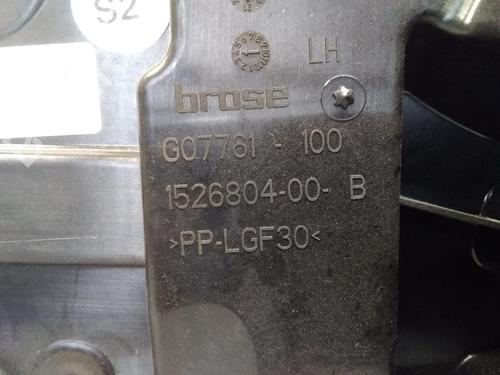 S2
LH
brose
G07761 - 100
1526804-00- B
>PP-LGF30<